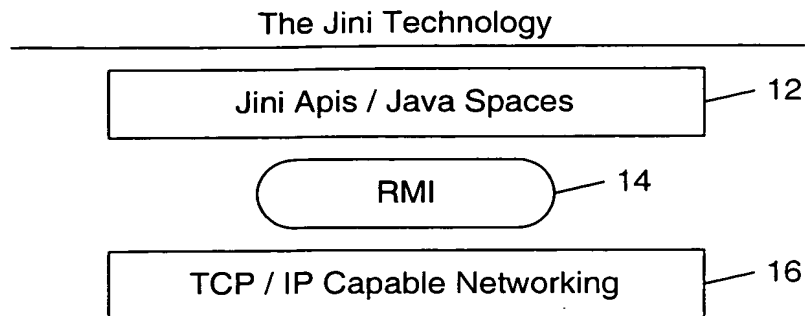 The Jini Technology
Jini Apis / Java Spaces
12
RMI
14
TCP / IP Capable Networking
16